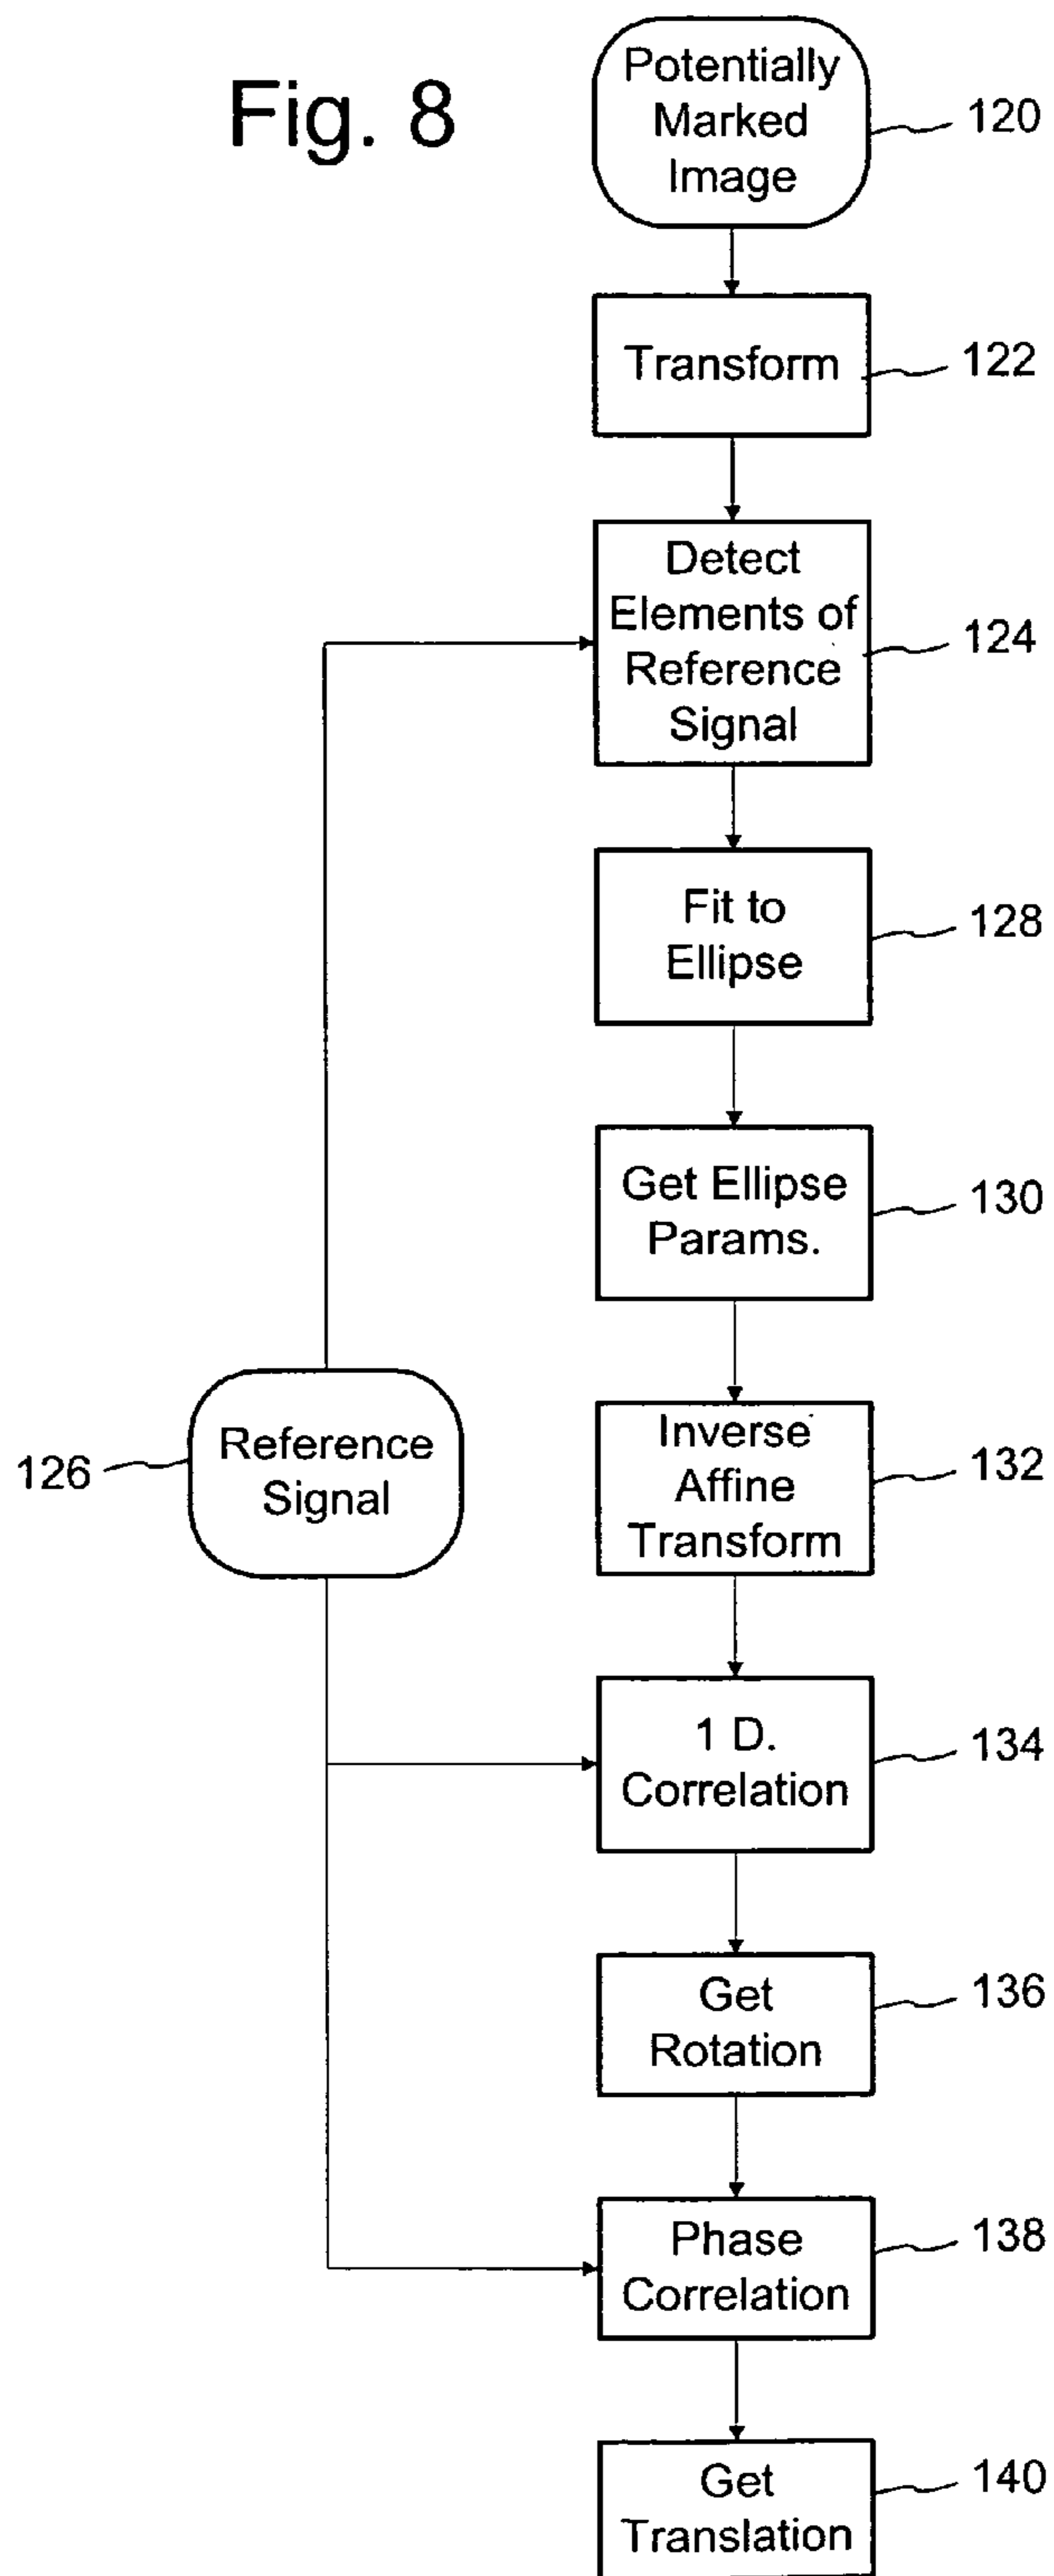 Fig. 8
Potentially
Marked
Image
120
Transform
122
Detect
Elements of
Reference
Signal
124
Fit to
Ellipse
128
Get Ellipse
Params.
130
Reference
Signal
126
Inverse
Affine
Transform
132
1 D.
Correlation
134
Get
Rotation
136
Phase
Correlation
138
Get
Translation
140